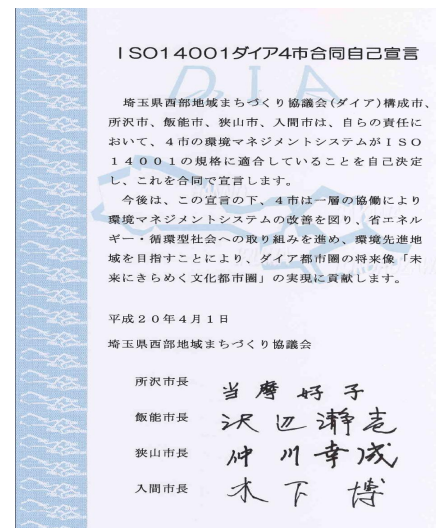 ISO14001ダイア4市合同自己宣言
DIA
埼玉県西部地域まちづくり協議会(ダイア)構成市、
所沢市、飯能市、狭山市、入間市は、自らの責任に
おいて、4市の環境マネジメントシステムがISO
14001の規格に適合していることを自己決定
し、これを合同で宣言します。
今後は、この宣言の下、4市は一層の協働により
環境マネジメントシステムの改善を図り、省エネル
ギー・循環型社会への取り組みを進め、環境先進地
域を目指すことにより、ダイア都市圏の将来像「未
来にきらめく文化都市圏」の実現に貢献します。
平成20年4月1日
埼玉県西部地域まちづくり協議会
所沢市長 当摩好子
飯能市長 沢辺瀞壱
狭山市長 仲川幸成
入間市長 木下博